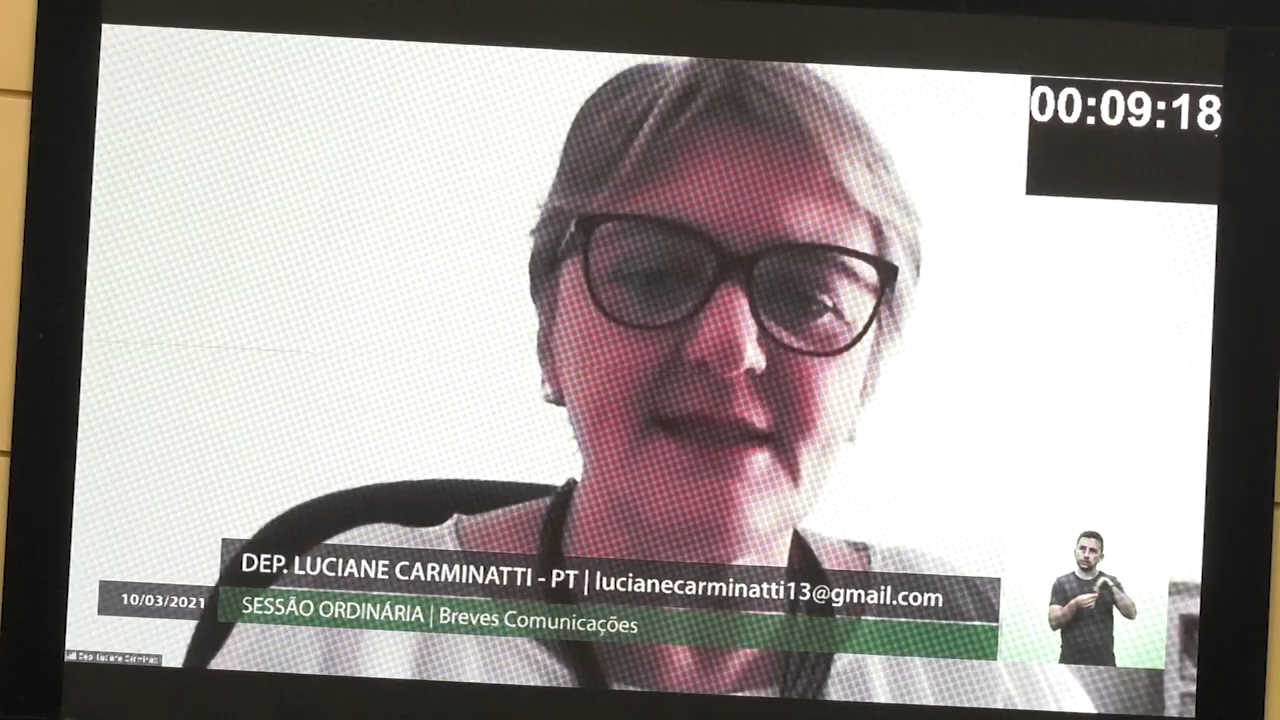 00:09:18
DEP. LUCIANE CARMINATTI - PT | lucianecarminatti13@gmail.com
10/03/2021
SESSÃO ORDINÁRIA | Breves Comunicações